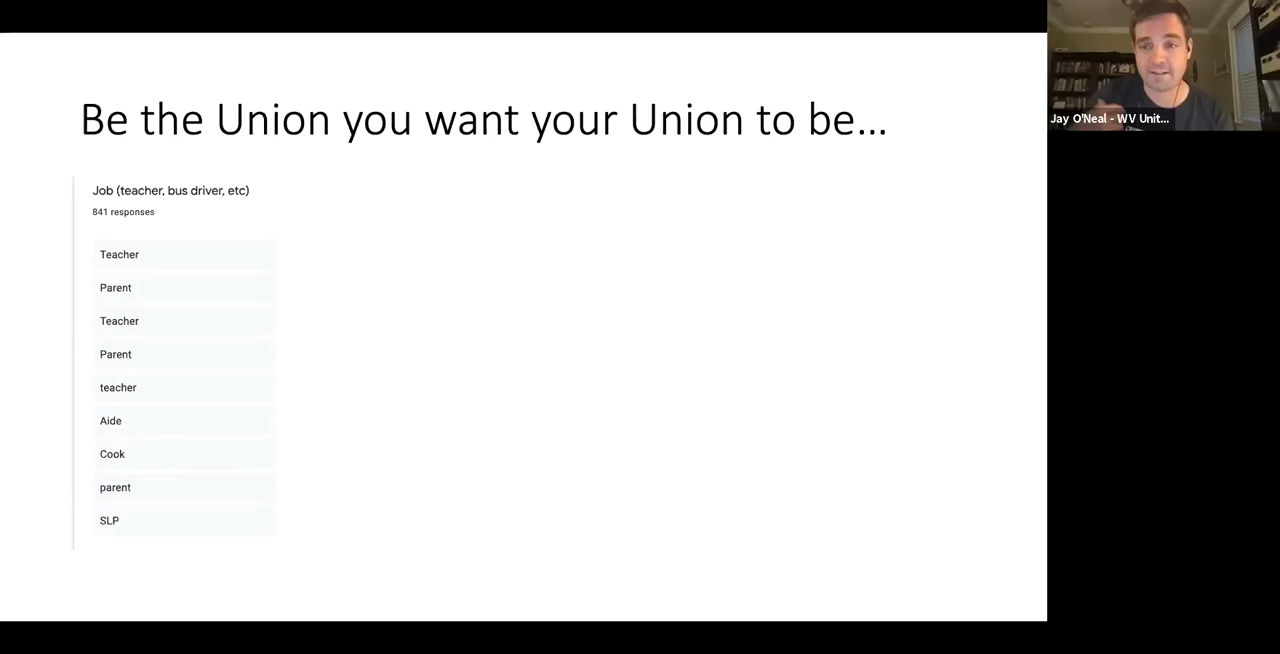 Be the Union you want your Union to be...
Job (teacher, bus driver, etc)
841 responses
Teacher
Parent
Teacher
Parent
teacher
Aide
Cook
parent
SLP
Jay O'Neal - WV Unit...